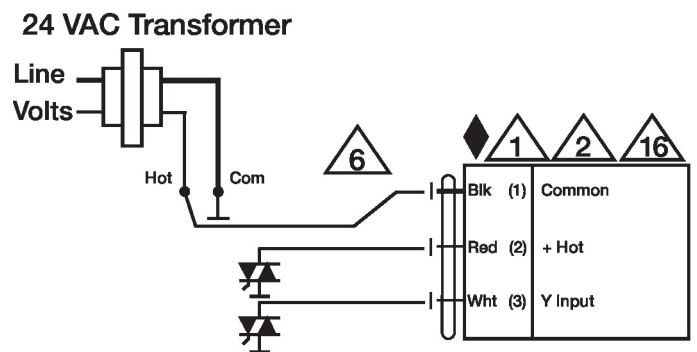 24 VAC Transformer
Line
Volts
Hot
Com
6
1
2
16
Blk (1) Common
Red (2) + Hot
Wht (3) Y Input